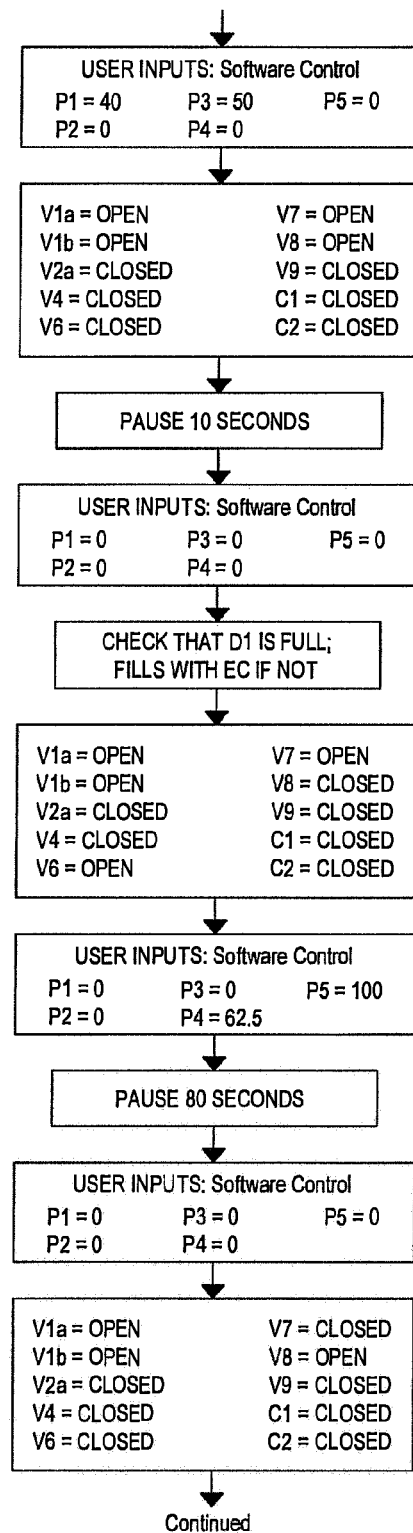 USER INPUTS: Software Control
P1 = 40 P3 = 50 P5 = 0
P2 = 0 P4 = 0
V1a = OPEN V7 = OPEN
V1b = OPEN V8 = OPEN
V2a = CLOSED V9 = CLOSED
V4 = CLOSED C1 = CLOSED
V6 = CLOSED C2 = CLOSED
PAUSE 10 SECONDS
USER INPUTS: Software Control
P1 = 0 P3 = 0 P5 = 0
P2 = 0 P4 = 0
CHECK THAT D1 IS FULL;
FILLS WITH EC IF NOT
V1a = OPEN V7 = OPEN
V1b = OPEN V8 = CLOSED
V2a = CLOSED V9 = CLOSED
V4 = CLOSED C1 = CLOSED
V6 = OPEN C2 = CLOSED
USER INPUTS: Software Control
P1 = 0 P3 = 0 P5 = 100
P2 = 0 P4 = 62.5
PAUSE 80 SECONDS
USER INPUTS: Software Control
P1 = 0 P3 = 0 P5 = 0
P2 = 0 P4 = 0
V1a = OPEN V7 = CLOSED
V1b = OPEN V8 = OPEN
V2a = CLOSED V9 = CLOSED
V4 = CLOSED C1 = CLOSED
V6 = CLOSED C2 = CLOSED
Continued